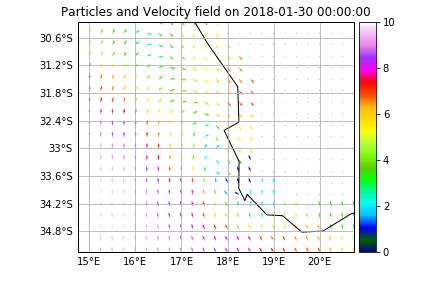 Particles and Velocity field on 2018-01-30 00:00:00
30.6°S
31.2°S
31.8°S
32.4°S
33°S
33.6°S
34.2°S
34.8°S
15°E 16°E 17°E 18°E 19°E 20°E
10
8
6
4
2
0